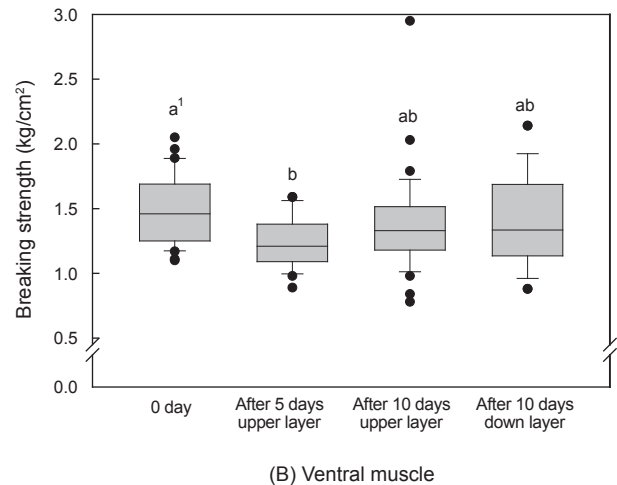 3.0
2.5
2.0
1.5
1.0
0.5
0.0
Breaking strength (kg/cm²)
a¹
b
ab
ab
0 day
After 5 days
upper layer
After 10 days
upper layer
After 10 days
down layer
(B) Ventral muscle